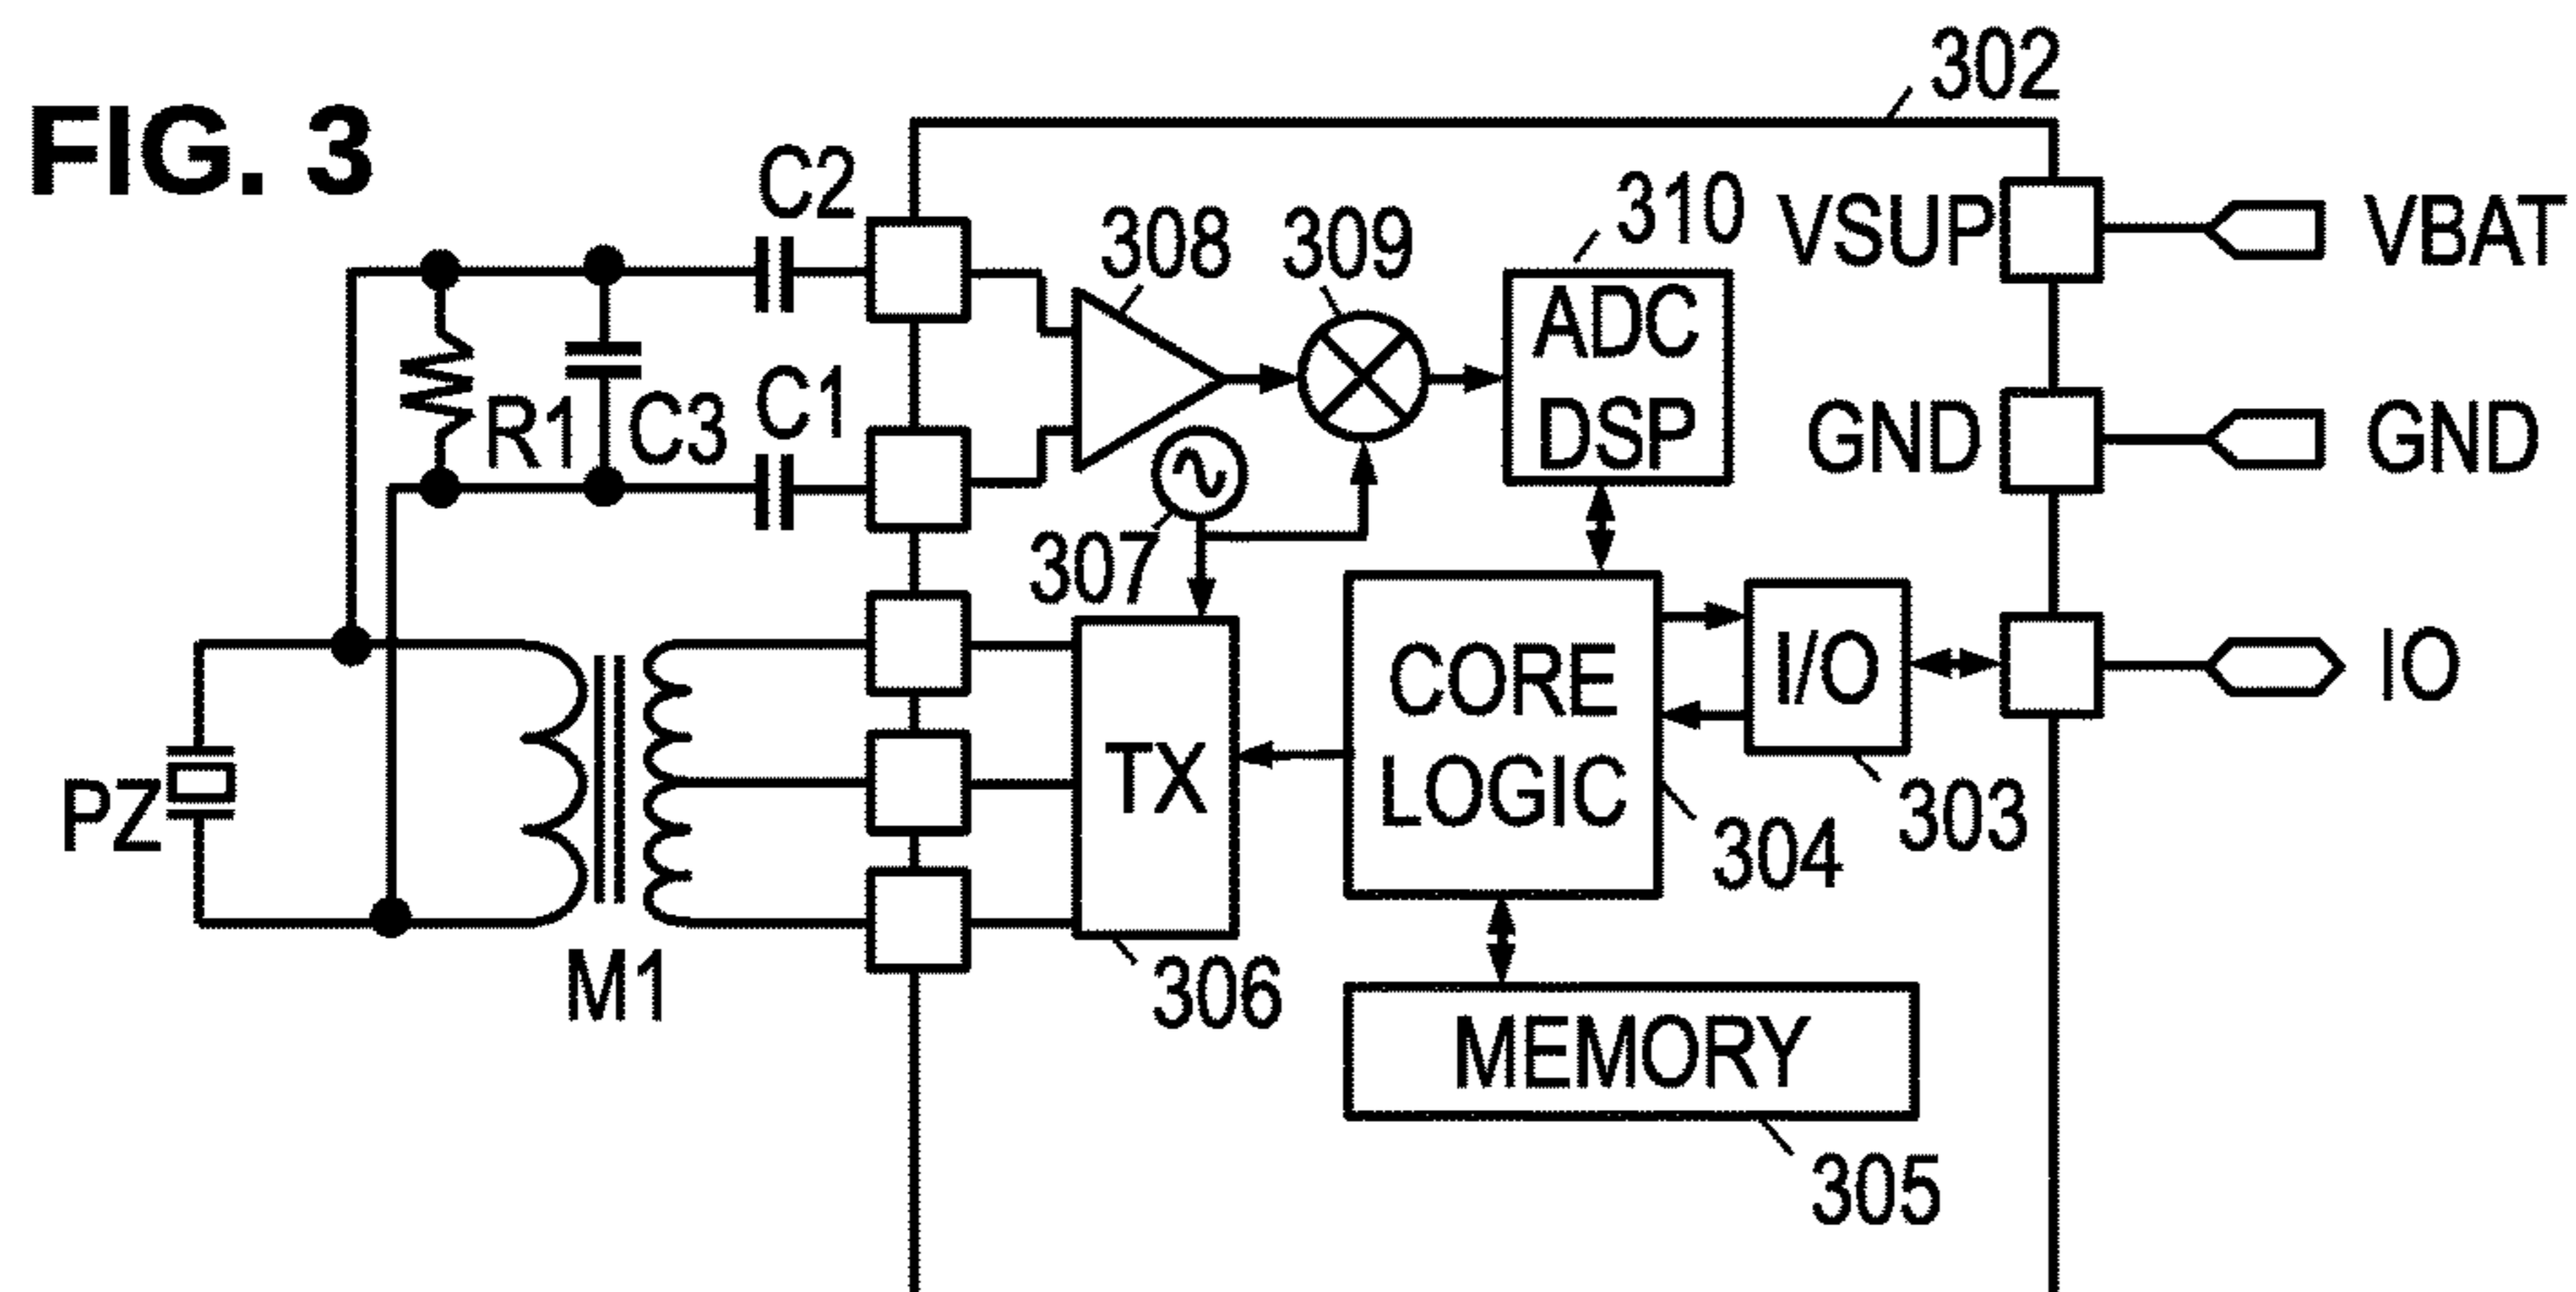 FIG. 3
302
C2
308
309
310
VSUP
VBAT
ADC
DSP
R1
C3
C1
GND
GND
307
CORE
LOGIC
I/O
IO
PZ
TX
304
303
M1
306
MEMORY
305